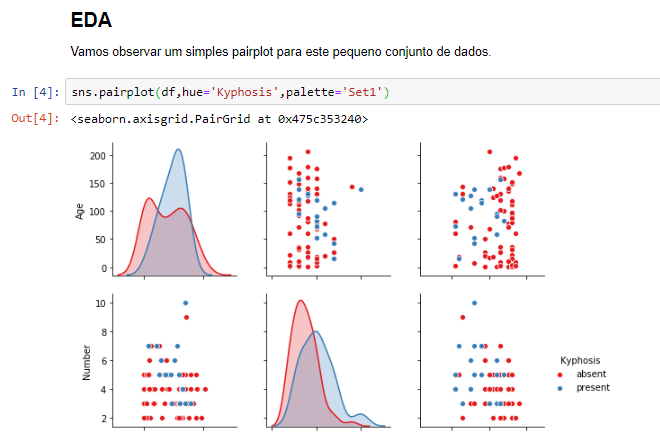 EDA
Vamos observar um simples pairplot para este pequeno conjunto de dados.
In [4]: sns.pairplot(df,hue='Kyphosis',palette='Set1')
Out[4]: <seaborn.axisgrid.PairGrid at 0x475c353240>
200
150
100
50
0
Age
10
8
6
4
2
Number
Kyphosis
absent
present